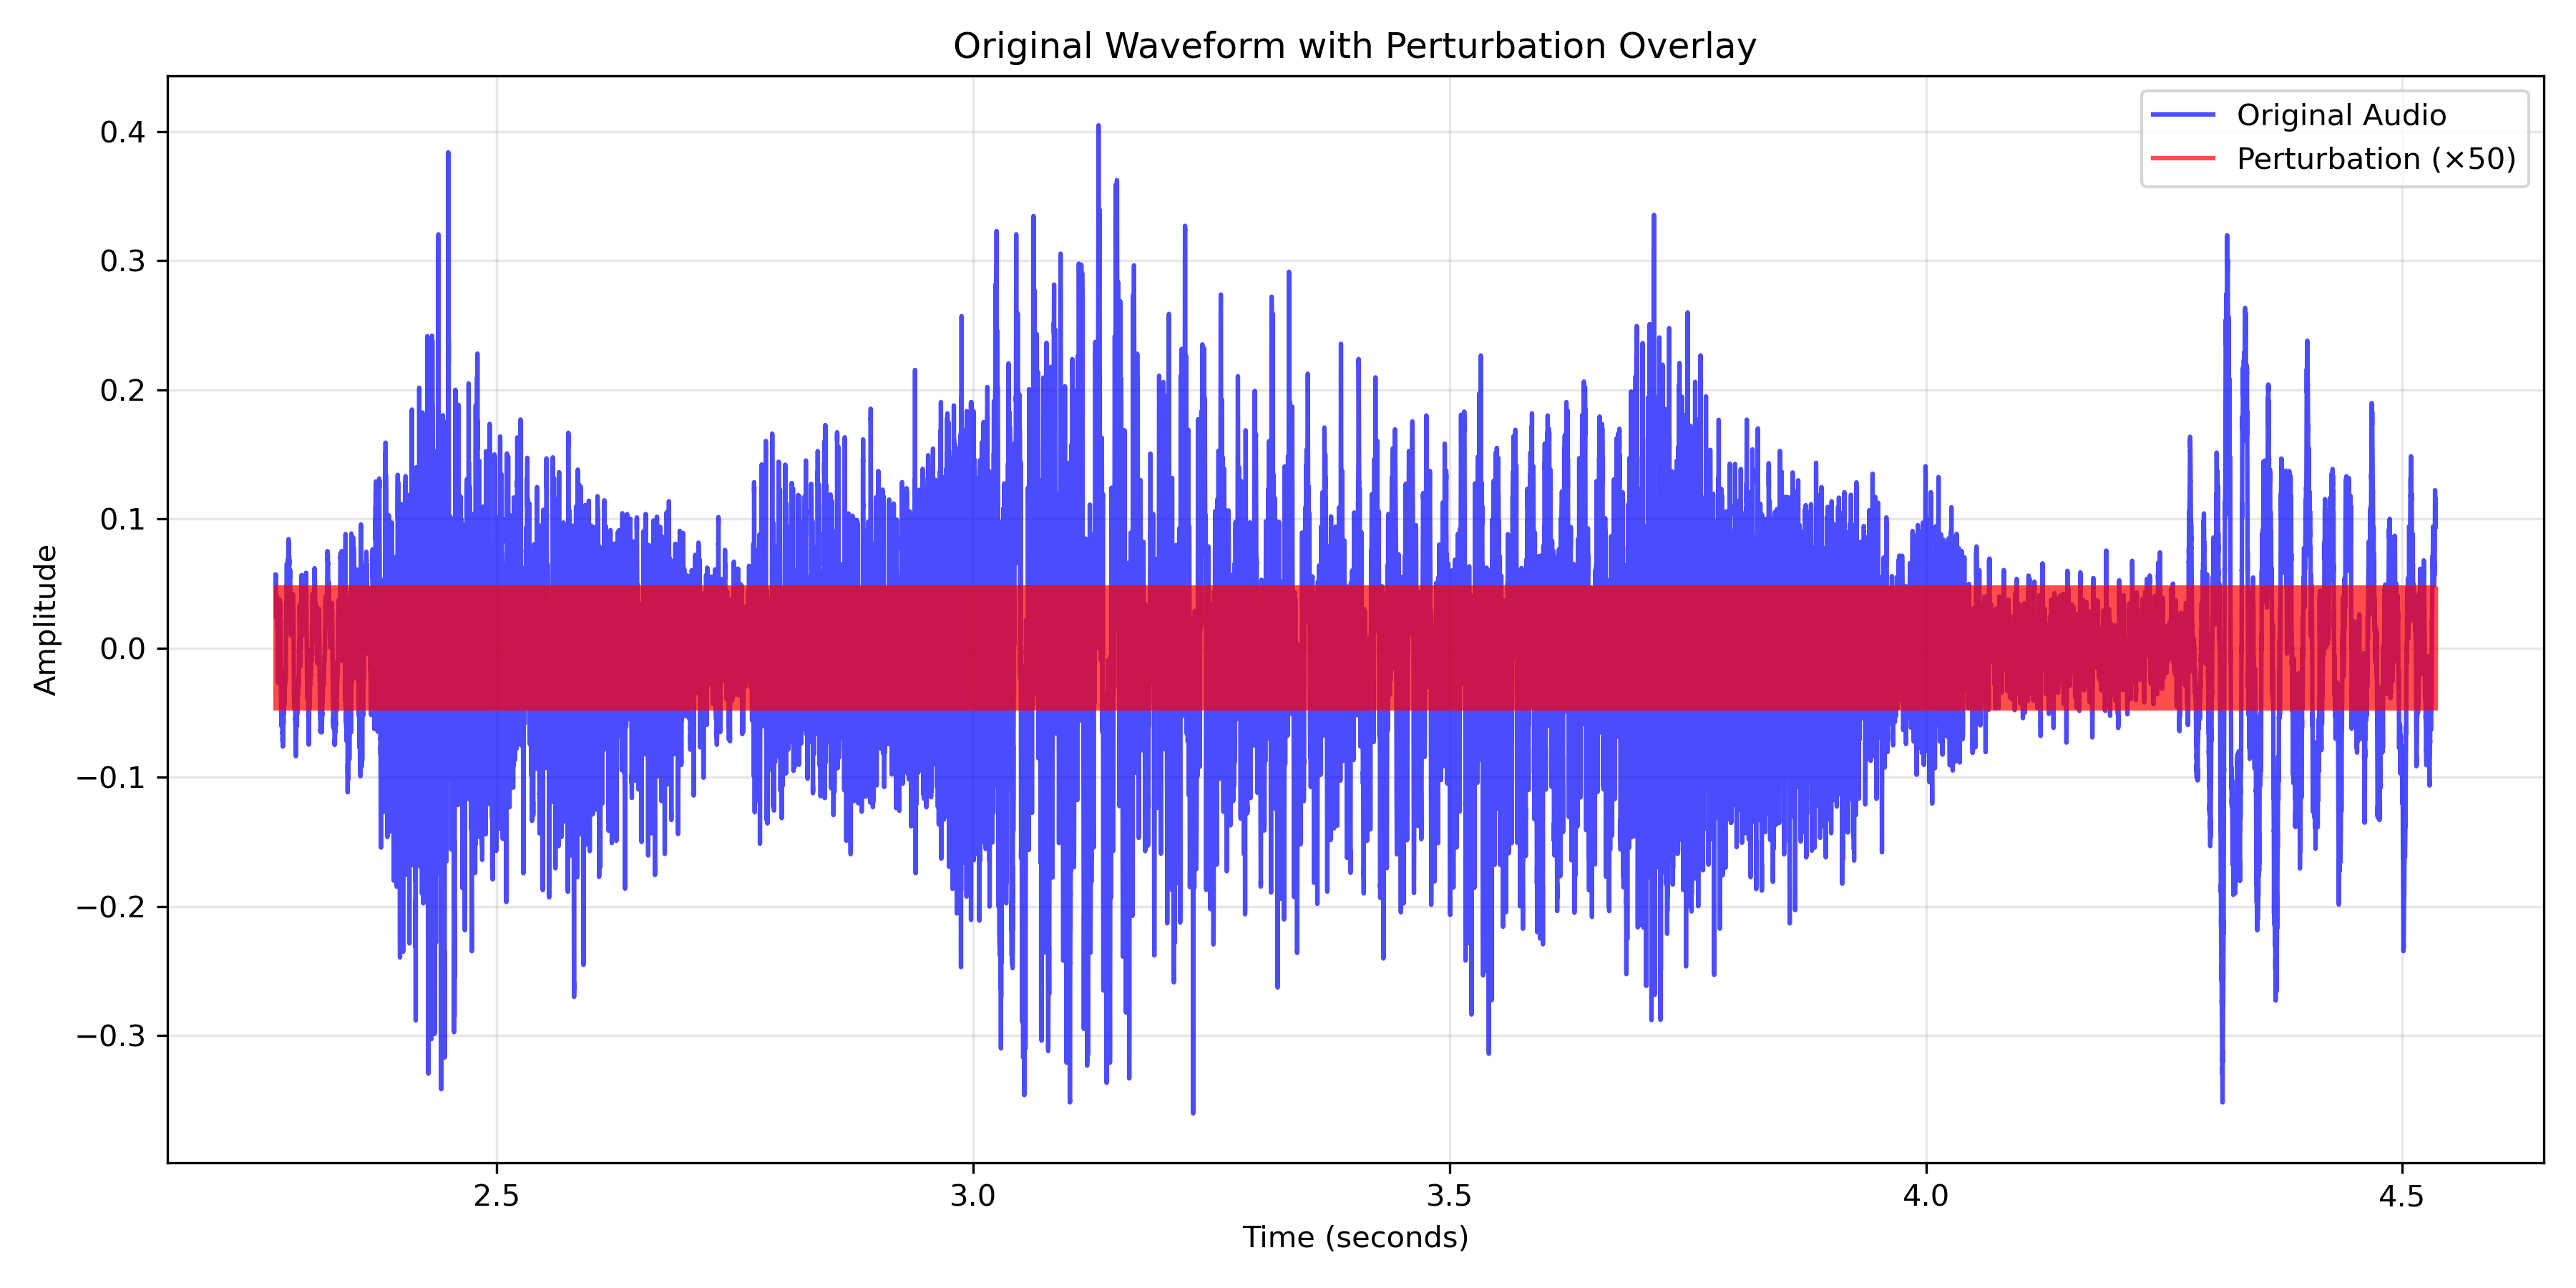 Original Waveform with Perturbation Overlay
Original Audio
Perturbation (×50)
0.4
0.3
0.2
0.1
0.0
−0.1
−0.2
−0.3
Amplitude
2.5 3.0 3.5 4.0 4.5
Time (seconds)